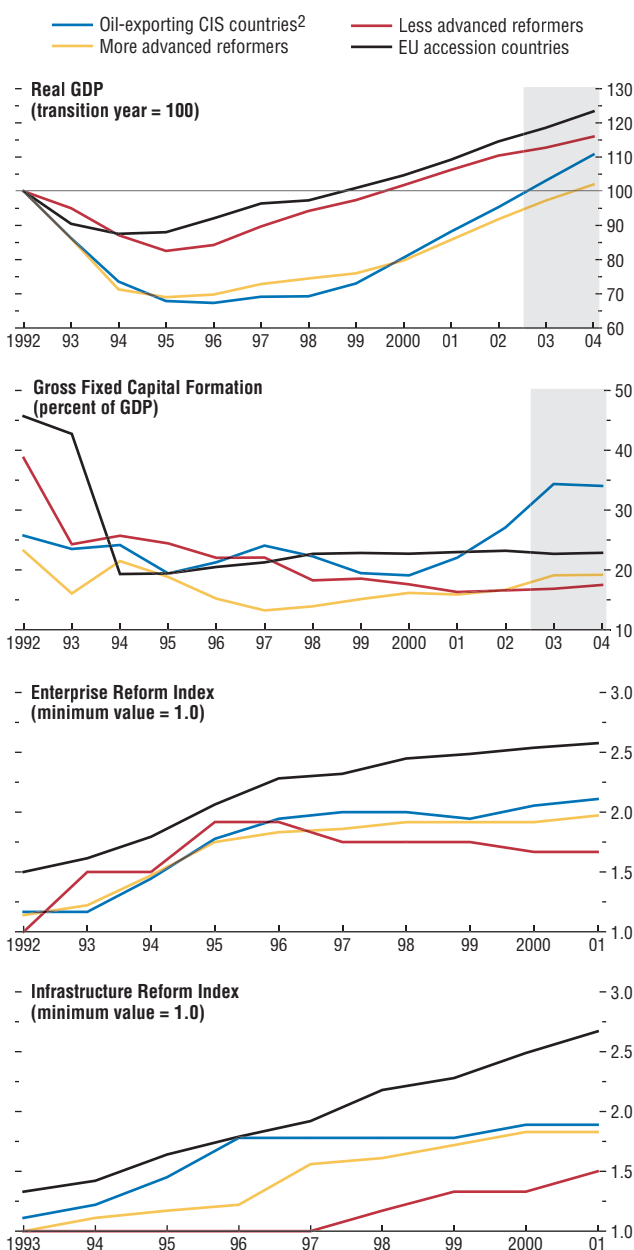 Oil-exporting CIS countries2 Less advanced reformers
More advanced reformers EU accession countries
Real GDP
(transition year = 100)
130
120
110
100
90
80
70
60
1992 93 94 95 96 97 98 99 2000 01 02 03 04
Gross Fixed Capital Formation
(percent of GDP)
50
40
30
20
10
1992 93 94 95 96 97 98 99 2000 01 02 03 04
Enterprise Reform Index
(minimum value = 1.0)
3.0
2.5
2.0
1.5
1.0
1992 93 94 95 96 97 98 99 2000 01
Infrastructure Reform Index
(minimum value = 1.0)
3.0
2.5
2.0
1.5
1.0
1993 94 95 96 97 98 99 2000 01